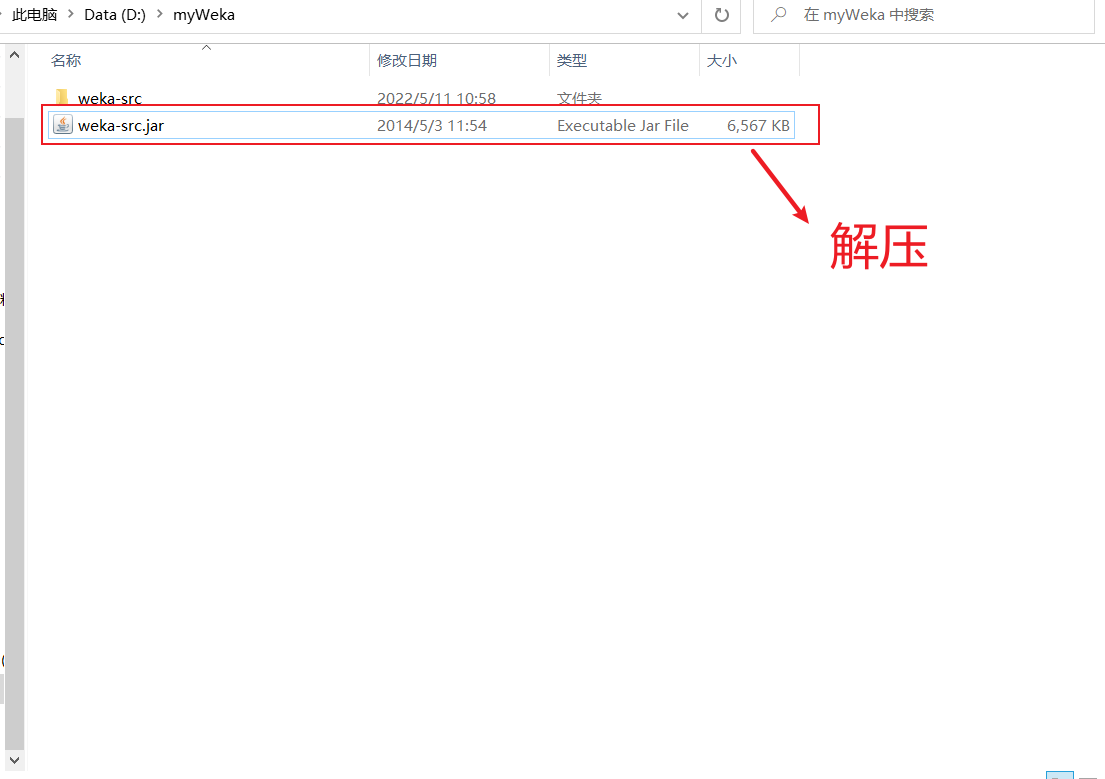 此电脑 > Data (D:) > myWeka 在 myWeka 中搜索
名称 修改日期 类型 大小
weka-src 2022/5/11 10:58 文件夹
weka-src.jar 2014/5/3 11:54 Executable Jar File 6,567 KB
解压